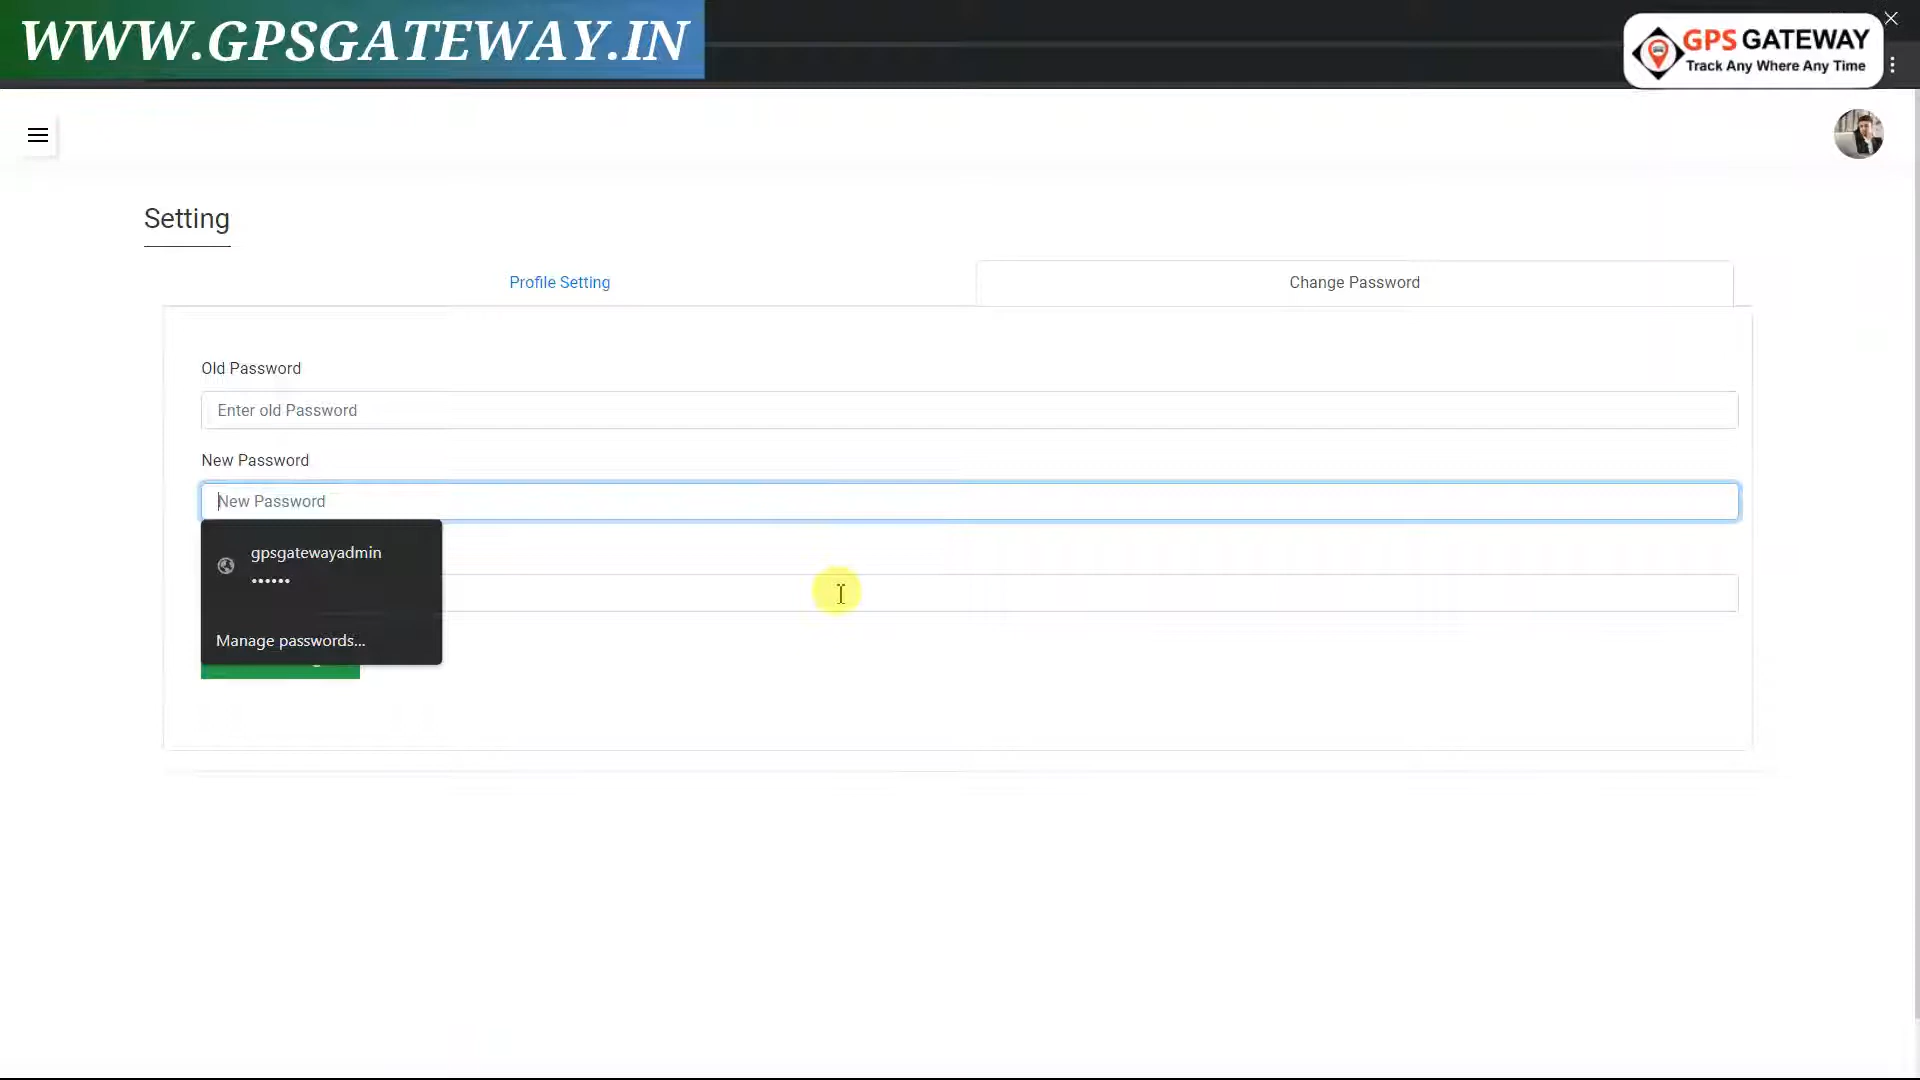 WWW.GPSGATEWAY.IN
GPS GATEWAY
Track Any Where Any Time
Setting
Profile Setting
Change Password
Old Password
Enter old Password
New Password
New Password
gpsgatewayadmin
••••••
Manage passwords...